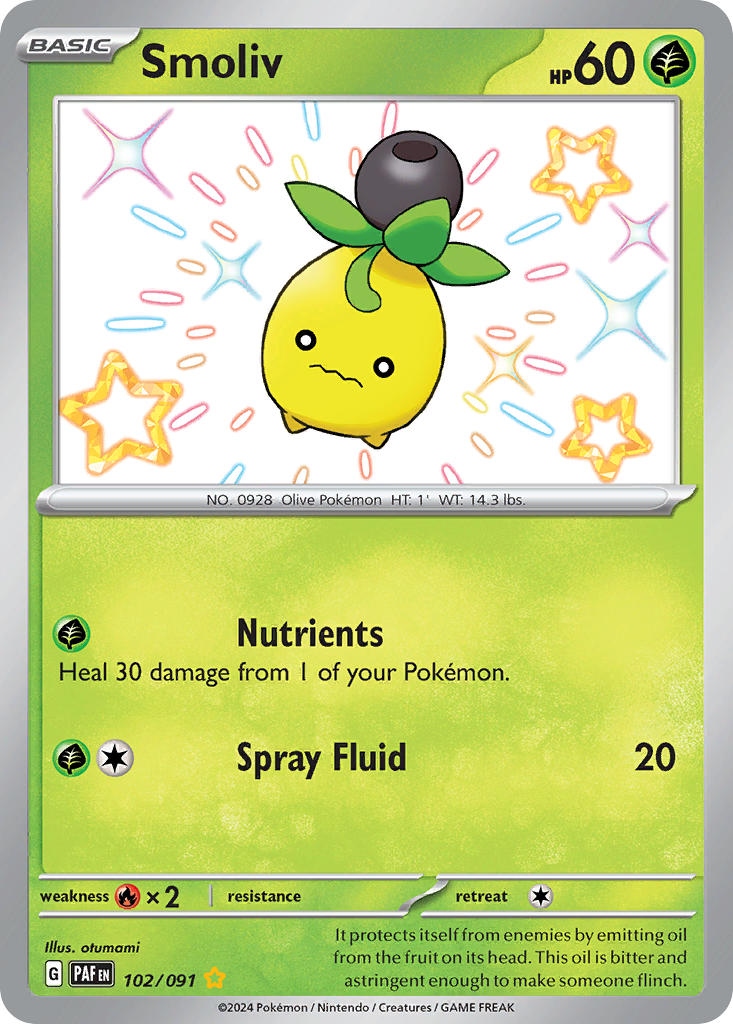 BASIC
Smoliv
HP60
NO. 0928 Olive Pokémon HT: 1' WT: 14.3 lbs.
Nutrients
Heal 30 damage from 1 of your Pokémon.
Spray Fluid 20
weakness ×2 resistance retreat
Illus. otumami
It protects itself from enemies by emitting oil
from the fruit on its head. This oil is bitter and
astringent enough to make someone flinch.
G PAF EN 102/091
©2024 Pokémon / Nintendo / Creatures / GAME FREAK